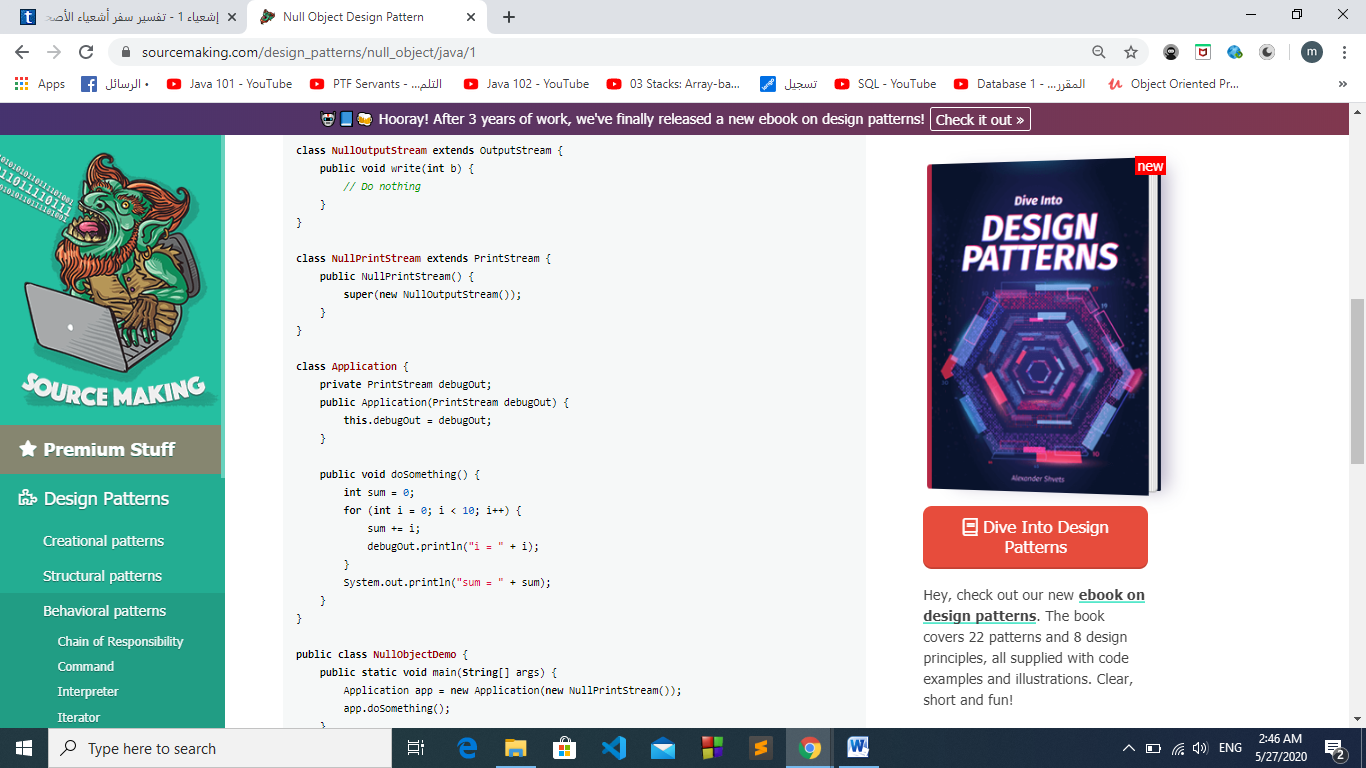 إشعياء 1 - تفسير سفر أشعياء الأصح
Null Object Design Pattern
sourcemaking.com/design_patterns/null_object/java/1
m
Apps
• الرسائل
Java 101 - YouTube
PTF Servants - ...التلم
Java 102 - YouTube
03 Stacks: Array-ba...
تسجيل
SQL - YouTube
Database 1 - ...المقرر
Object Oriented Pr...
»
Hooray! After 3 years of work, we've finally released a new ebook on design patterns! Check it out »
SOURCE MAKING
Premium Stuff
Design Patterns
Creational patterns
Structural patterns
Behavioral patterns
Chain of Responsibility
Command
Interpreter
Iterator
class NullOutputStream extends OutputStream {
public void write(int b) {
// Do nothing
}
}
class NullPrintStream extends PrintStream {
public NullPrintStream() {
super(new NullOutputStream());
}
}
class Application {
private PrintStream debugOut;
public Application(PrintStream debugOut) {
this.debugOut = debugOut;
}
public void doSomething() {
int sum = 0;
for (int i = 0; i < 10; i++) {
sum += i;
debugOut.println("i = " + i);
}
System.out.println("sum = " + sum);
}
}
public class NullObjectDemo {
public static void main(String[] args) {
Application app = new Application(new NullPrintStream());
app.doSomething();
}
new
Dive Into
DESIGN
PATTERNS
Alexander Shvets
Dive Into Design
Patterns
Hey, check out our new ebook on
design patterns. The book
covers 22 patterns and 8 design
principles, all supplied with code
examples and illustrations. Clear,
short and fun!
Type here to search
ENG
2:46 AM
5/27/2020
2